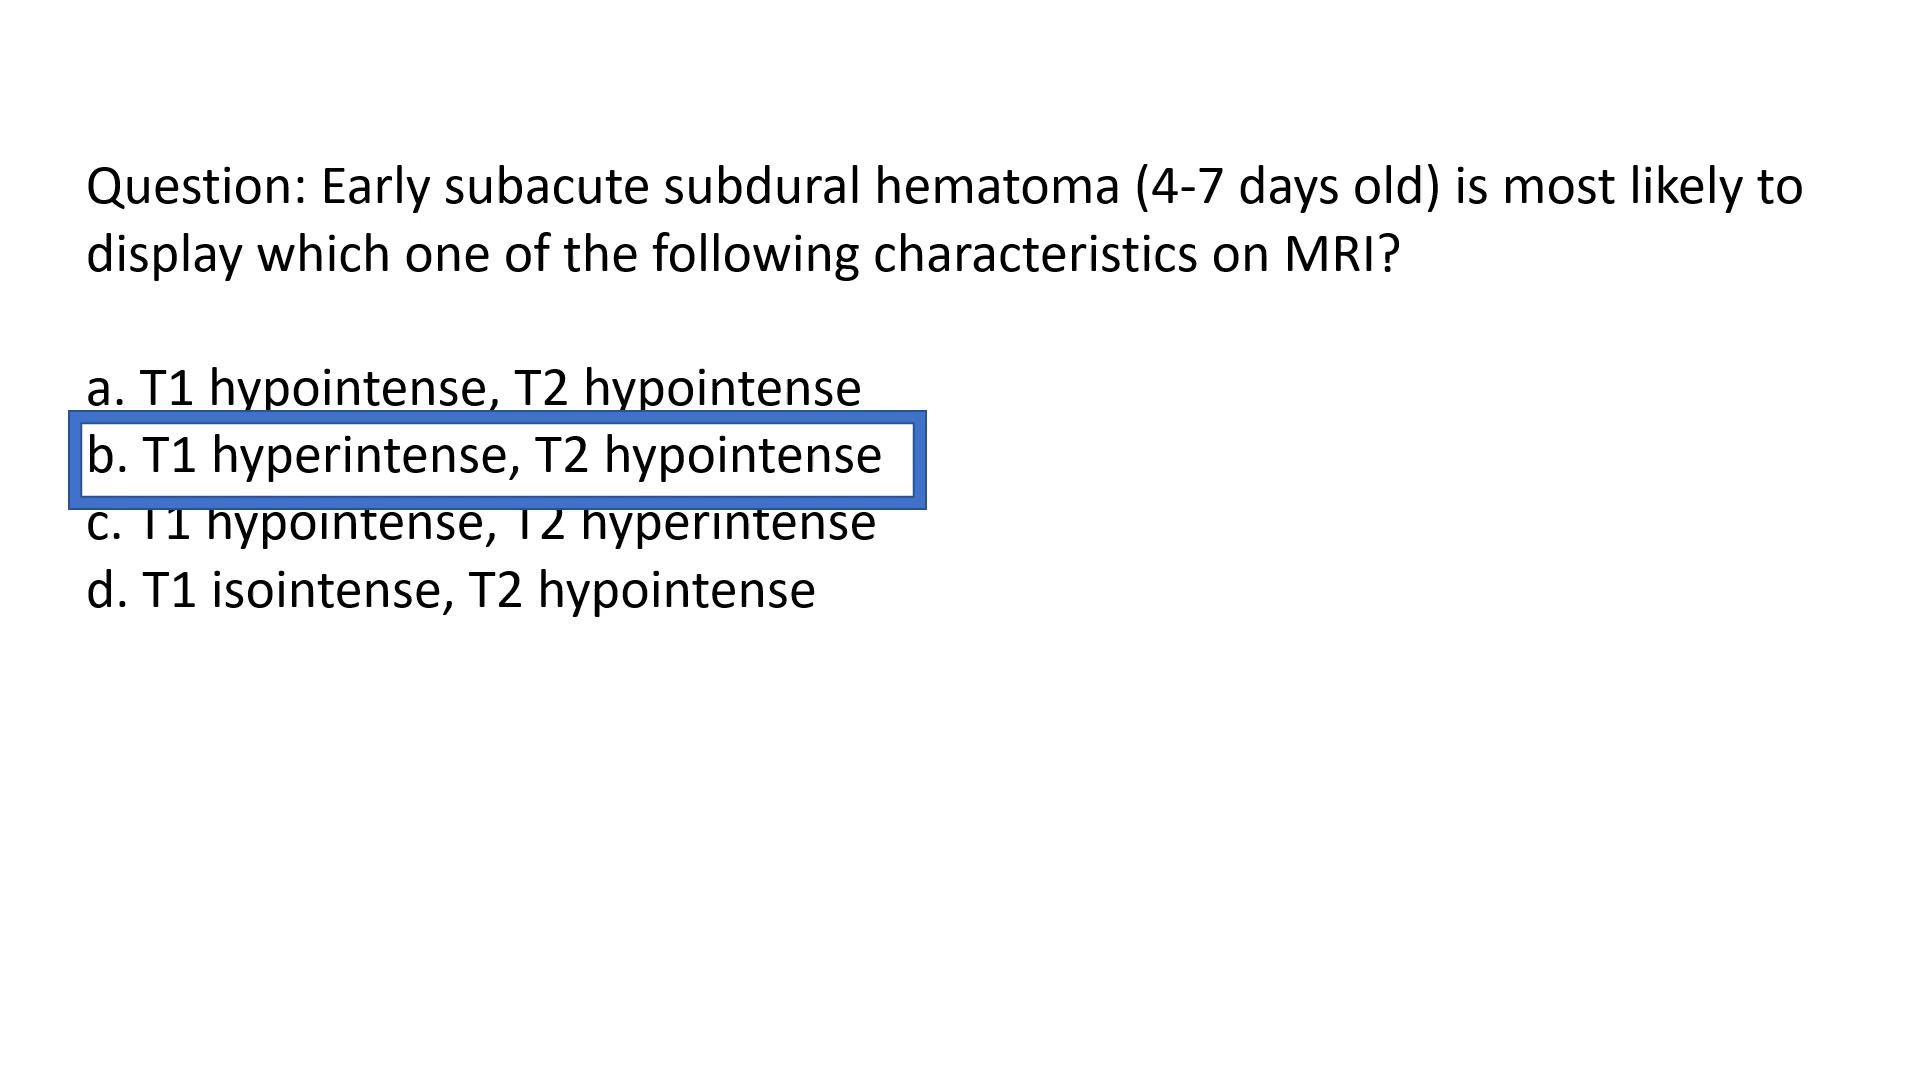 Question: Early subacute subdural hematoma (4-7 days old) is most likely to
display which one of the following characteristics on MRI?
a. T1 hypointense, T2 hypointense
b. T1 hyperintense, T2 hypointense
c. T1 hypointense, T2 hyperintense
d. T1 isointense, T2 hypointense